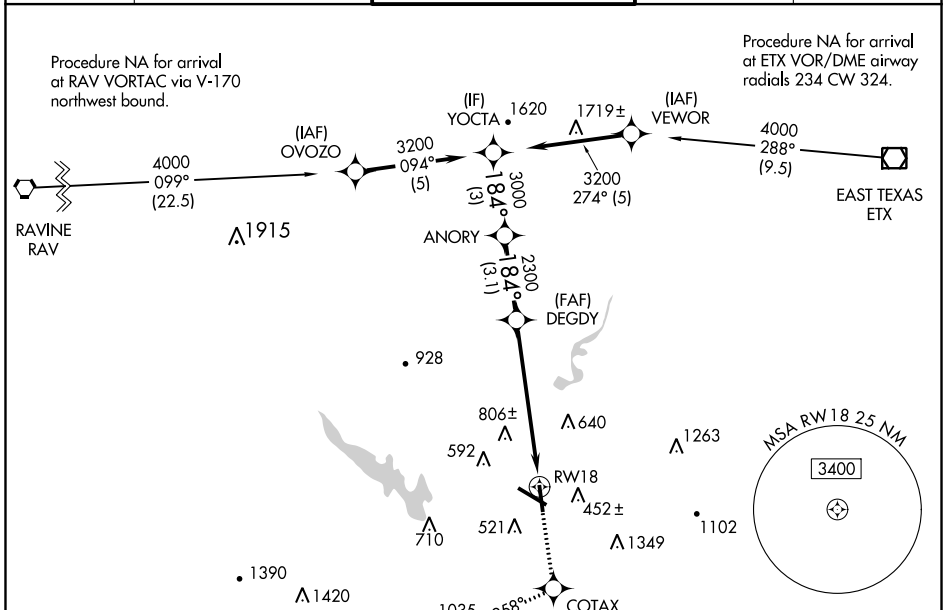 Procedure NA for arrival
at RAV VORTAC via V-170
northwest bound.
Procedure NA for arrival
at ETX VOR/DME airway
radials 234 CW 324.
(IAF)
OVOZO
(IF)
YOCTA
1620
1719±
(IAF)
VEWOR
4000
099°
(22.5)
3200
094°
(5)
3200
274° (5)
4000
288°
(9.5)
RAVINE
RAV
EAST TEXAS
ETX
1915
3000
184°
(3)
ANORY
2300
184°
(3.1)
(FAF)
DEGDY
928
806±
640
592
1263
RW18
452±
521
710
1349
1102
MSA RW18 25 NM
3400
1390
1420
1035
COTAX